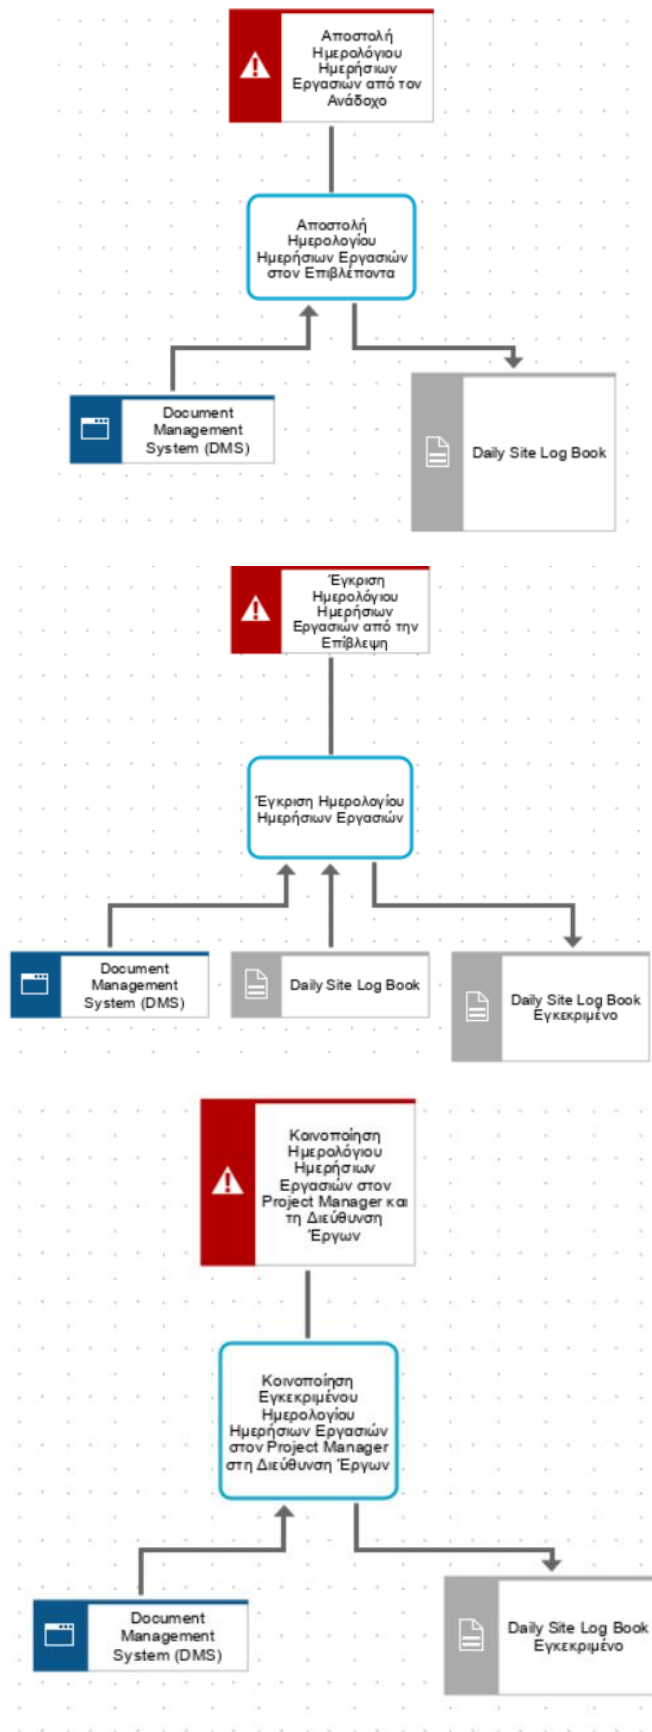 Αποστολή
Ημερολόγιου
Ημερήσιων
Εργασιών από τον
Ανάδοχο
Αποστολή
Ημερολογίου
Ημερήσιων Εργασιών
στον Επιβλέποντα
Document
Management
System (DMS)
Daily Site Log Book
Έγκριση
Ημερολόγιου
Ημερήσιων
Εργασιών από την
Επίβλεψη
Έγκριση Ημερολογίου
Ημερήσιων Εργασιών
Document
Management
System (DMS)
Daily Site Log Book
Daily Site Log Book
Εγκεκριμένο
Κοινοποίηση
Ημερολόγιου
Ημερήσιων
Εργασιών στον
Project Manager και
τη Διεύθυνση
Έργων
Κοινοποίηση
Εγκεκριμένου
Ημερολογίου
Ημερήσιων Εργασιών
στον Project Manager
στη Διεύθυνση Έργων
Document
Management
System (DMS)
Daily Site Log Book
Εγκεκριμένο